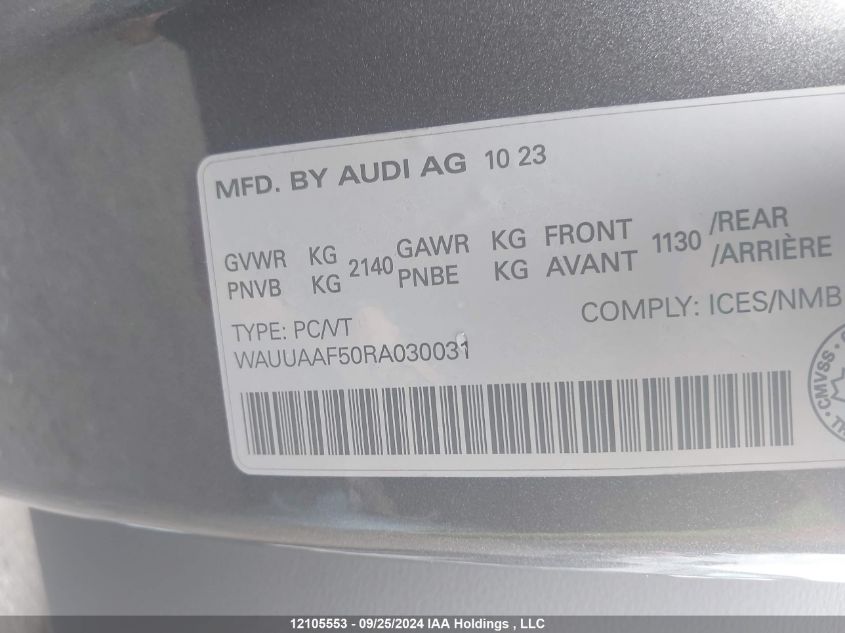 MFD. BY AUDI AG 10 23
GVWR KG 2140 GAWR KG FRONT 1130 /REAR
PNVB KG PNBE KG AVANT /ARRIÈRE
TYPE: PC/VT COMPLY: ICES/NMB
WAUUAAF50RA030031
CMVSS
12105553 - 09/25/2024 IAA Holdings , LLC